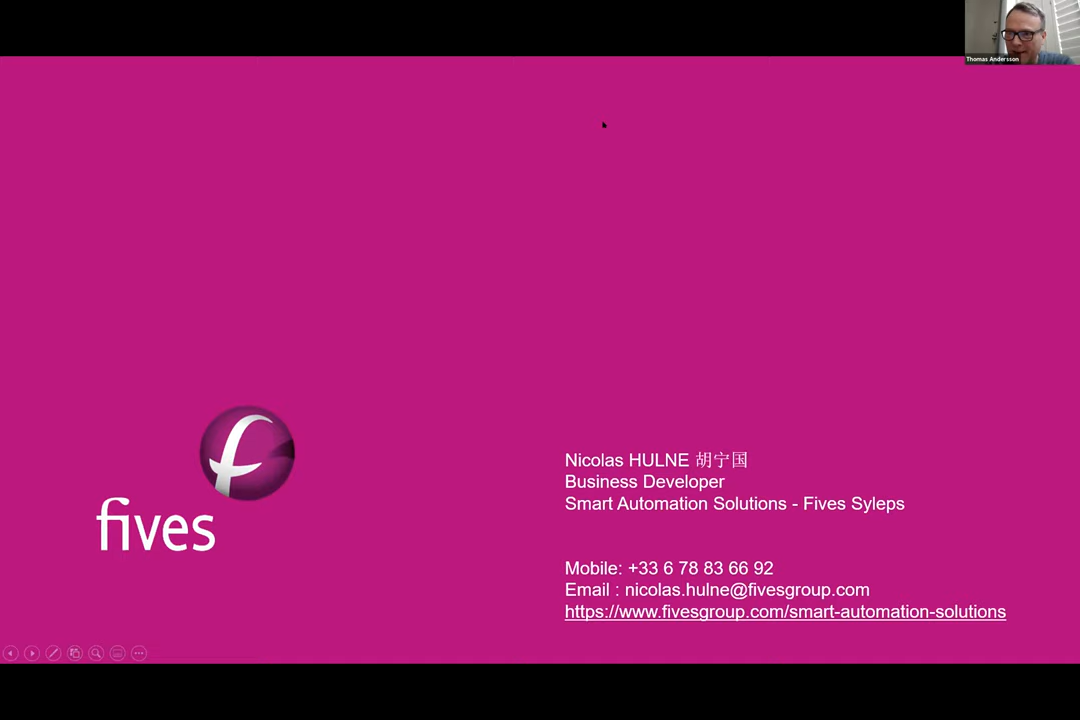 Thomas Andersson
fives
Nicolas HULNE 胡宁国
Business Developer
Smart Automation Solutions - Fives Syleps
Mobile: +33 6 78 83 66 92
Email : nicolas.hulne@fivesgroup.com
https://www.fivesgroup.com/smart-automation-solutions